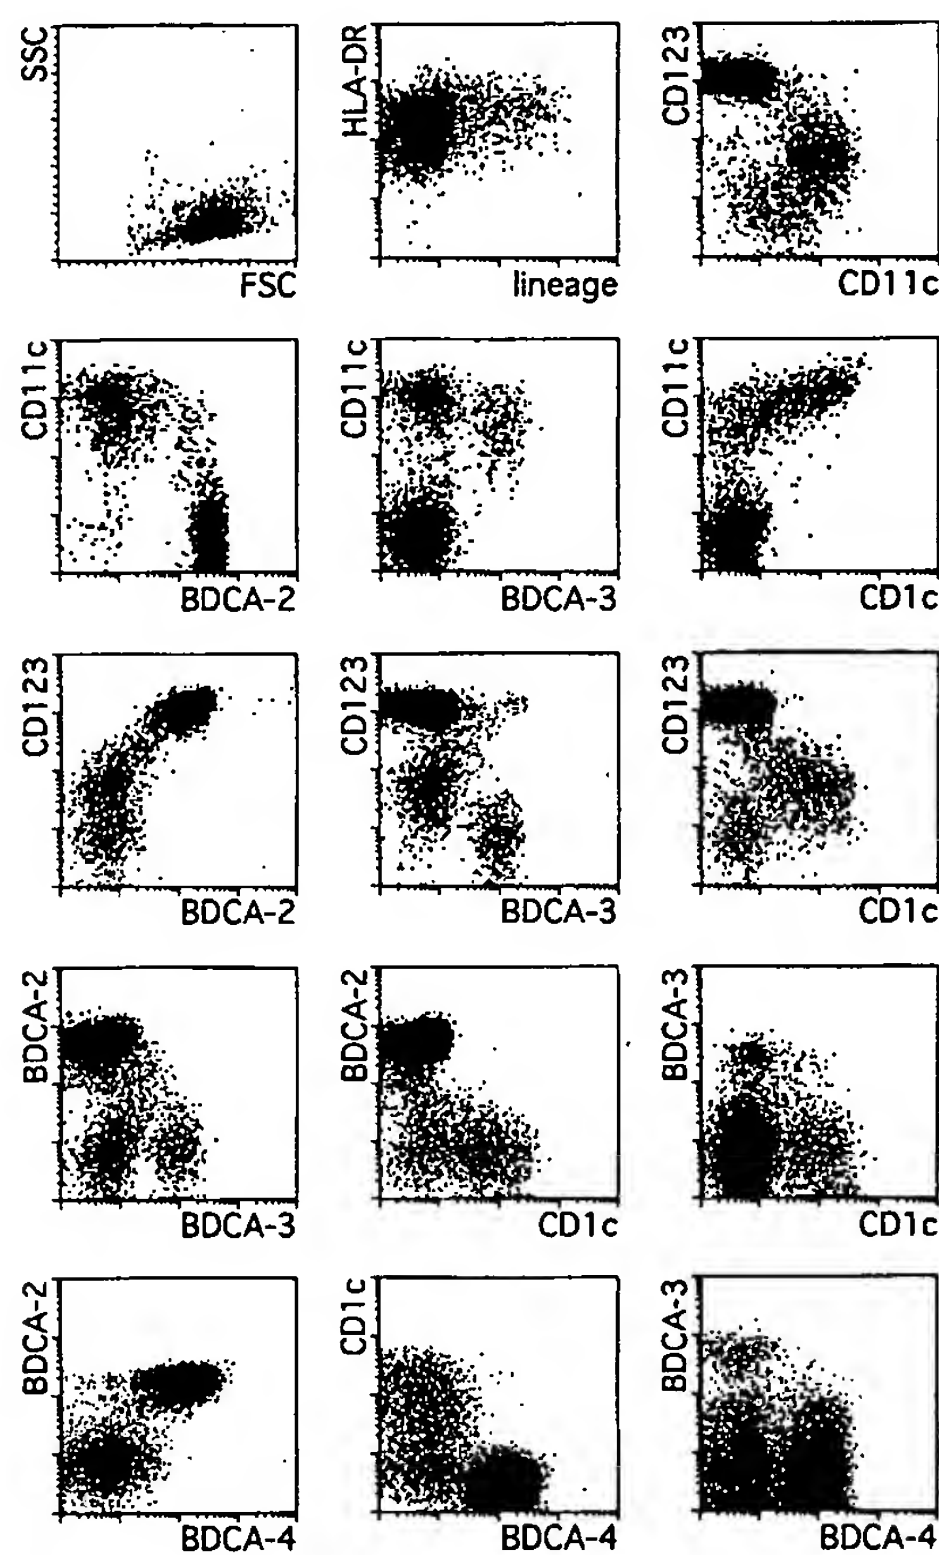 SSC
FSC
HLA-DR
lineage
CD123
CD11c
CD11c
BDCA-2
CD11c
BDCA-3
CD11c
CD1c
CD123
BDCA-2
CD123
BDCA-3
CD123
CD1c
BDCA-2
BDCA-3
BDCA-2
CD1c
BDCA-3
CD1c
BDCA-2
BDCA-4
CD1c
BDCA-4
BDCA-3
BDCA-4